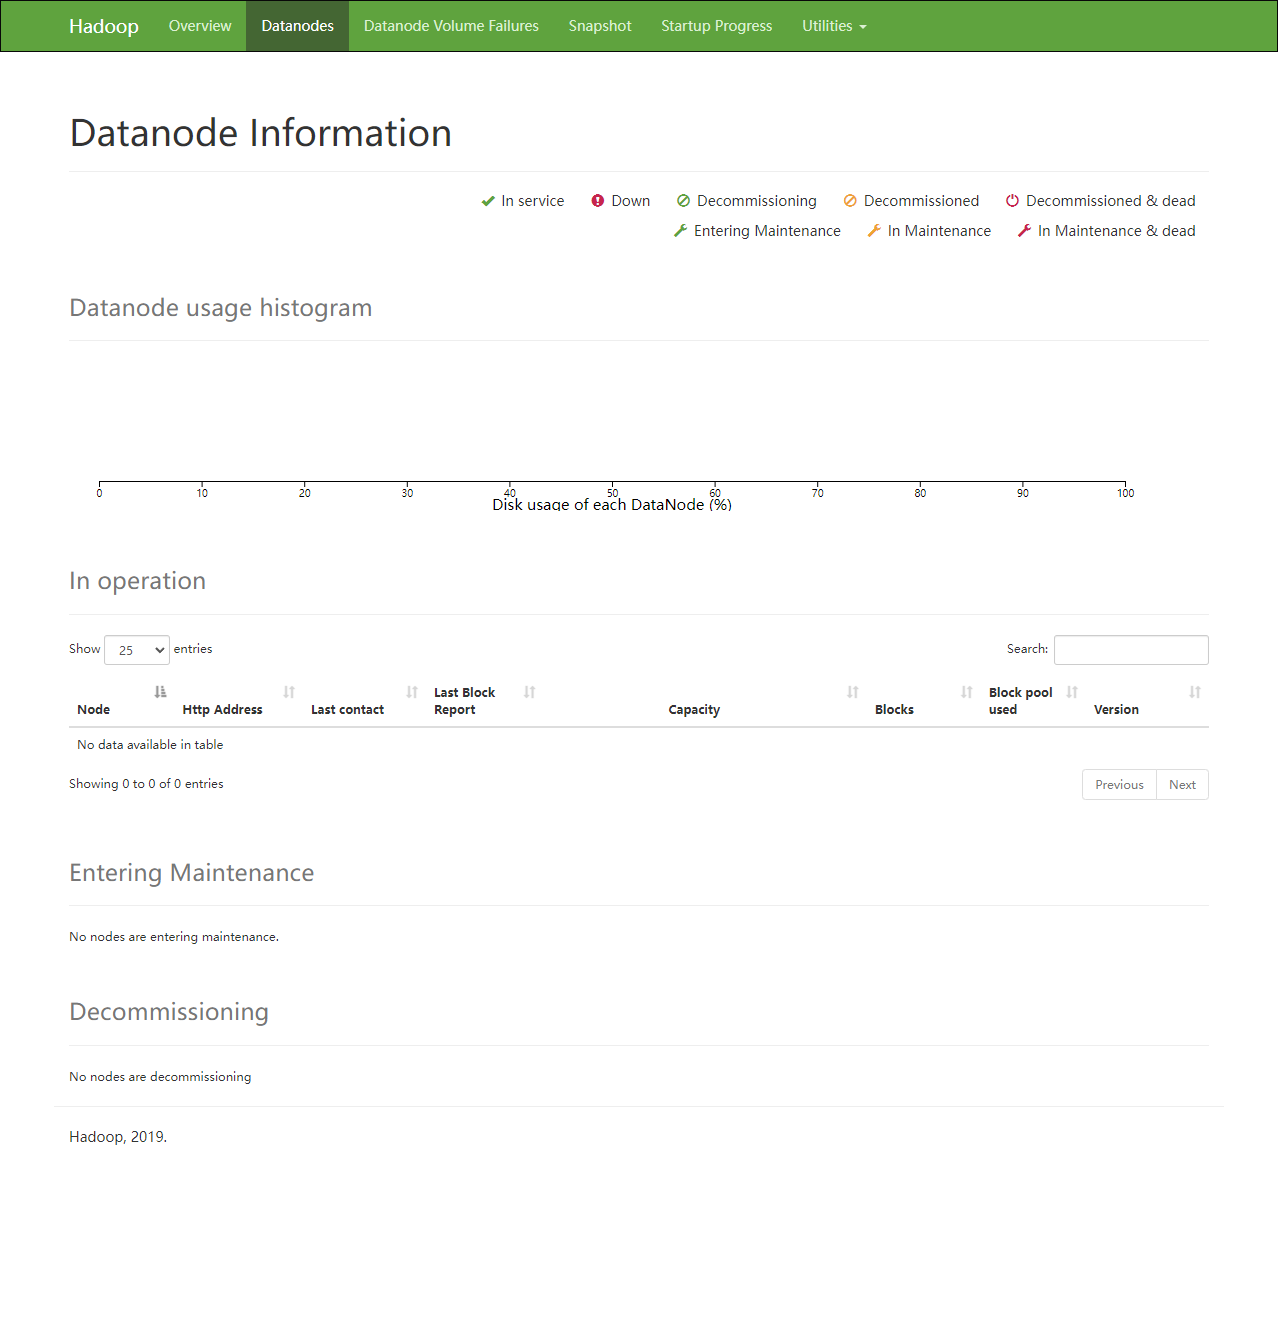 Hadoop Overview Datanodes Datanode Volume Failures Snapshot Startup Progress Utilities
Datanode Information
In service Down Decommissioning Decommissioned Decommissioned & dead
Entering Maintenance In Maintenance In Maintenance & dead
Datanode usage histogram
0 10 20 30 40 50 60 70 80 90 100
Disk usage of each DataNode (%)
In operation
Show 25 entries Search:
Node Http Address Last contact Last Block Report Capacity Blocks Block pool used Version
No data available in table
Showing 0 to 0 of 0 entries Previous Next
Entering Maintenance
No nodes are entering maintenance.
Decommissioning
No nodes are decommissioning
Hadoop, 2019.